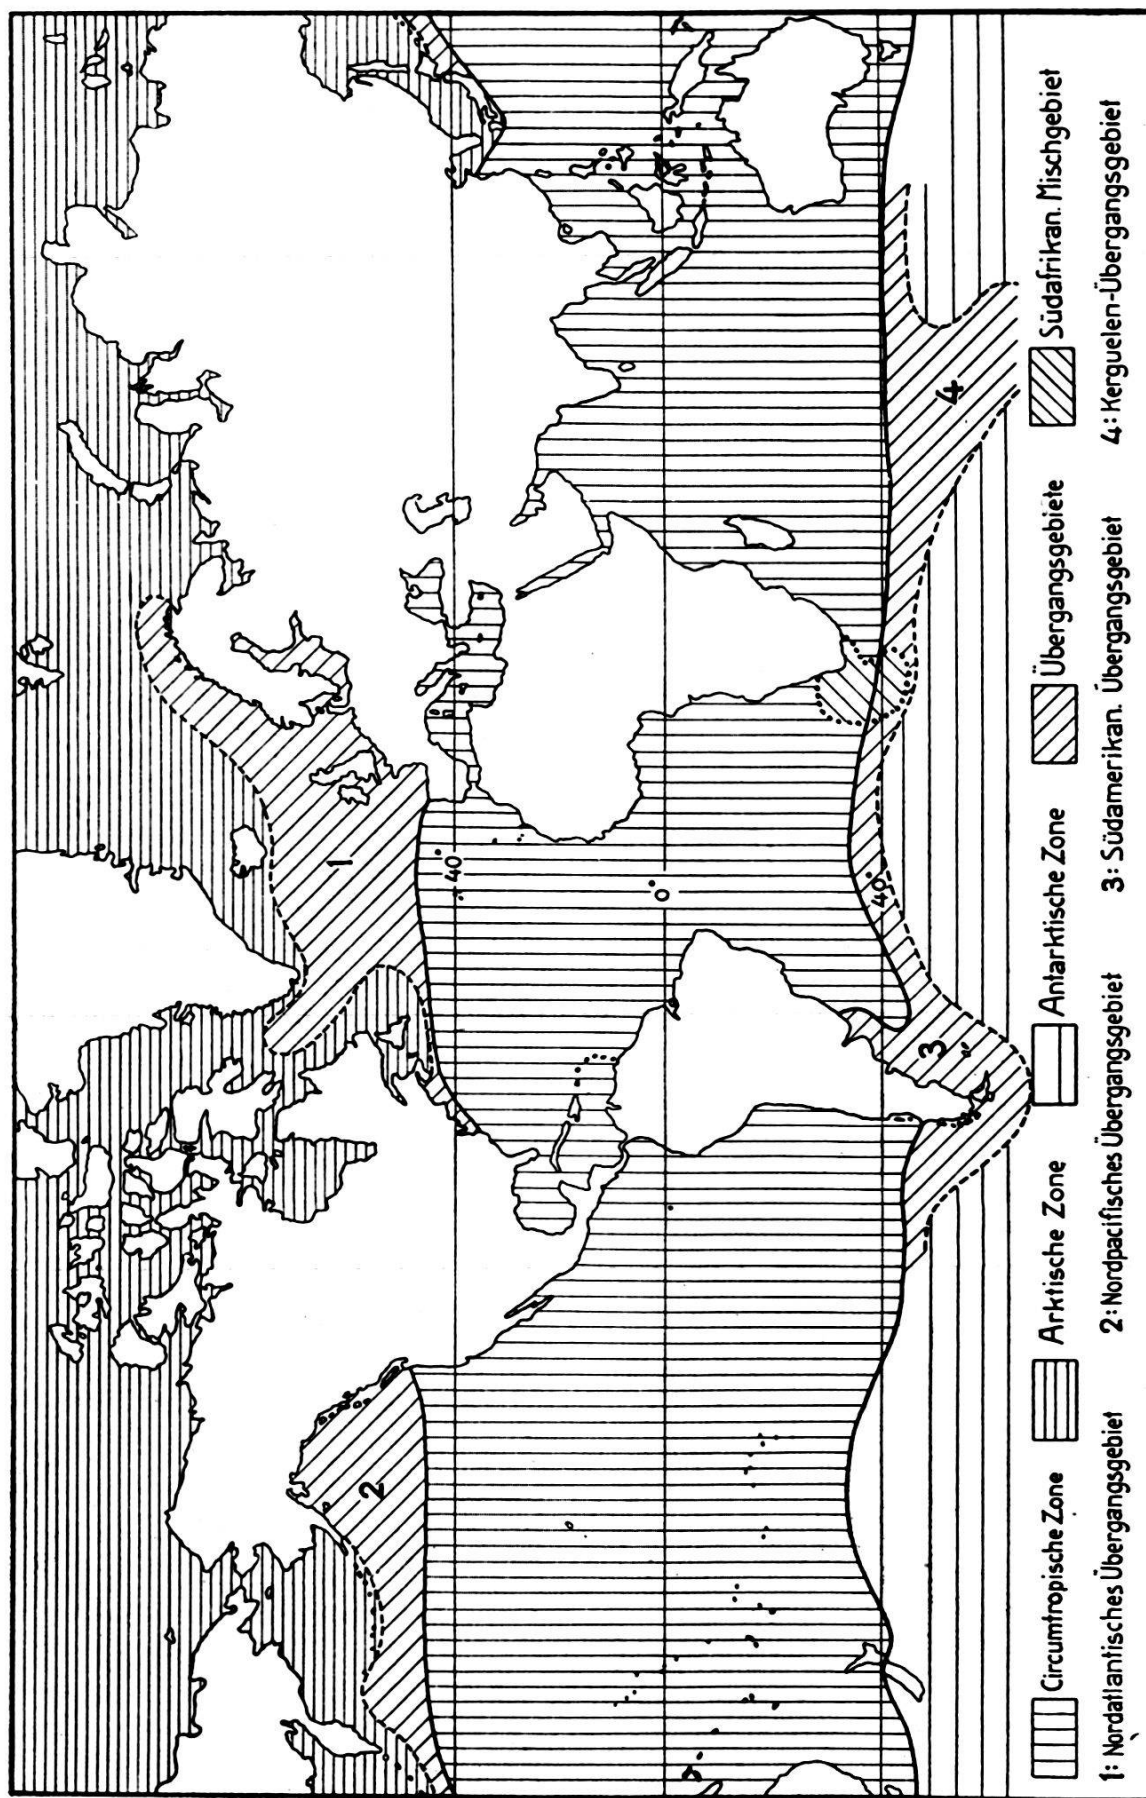 1
2
3
4
40°
0°
40°
Circumtropische Zone
Arktische Zone
Antarktische Zone
Übergangsgebiete
Südafrikan. Mischgebiet
1: Nordatlantisches Übergangsgebiet
2: Nordpacifisches Übergangsgebiet
3: Südamerikan. Übergangsgebiet
4: Kerguelen-Übergangsgebiet